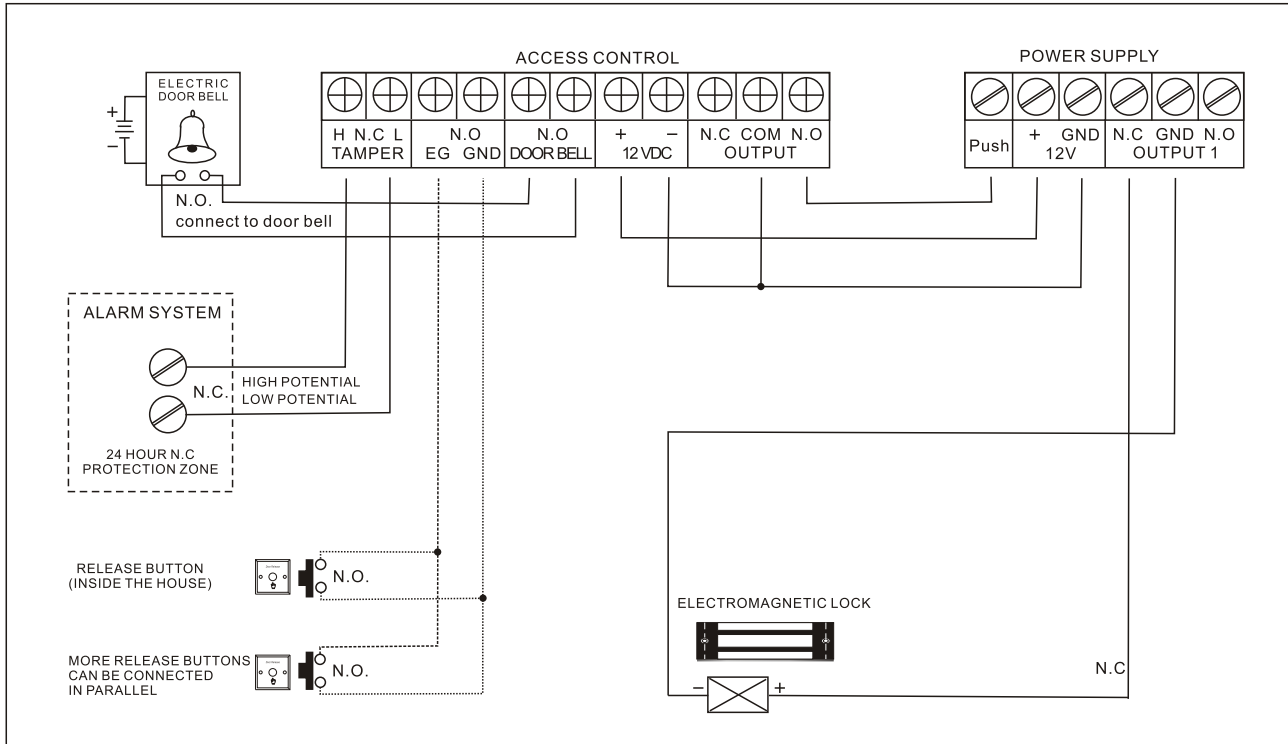 ACCESS CONTROL
POWER SUPPLY
ELECTRIC
DOOR BELL
+
−
N.O.
connect to door bell
H N.C L
TAMPER
N.O
EG GND
N.O
DOOR BELL
+ −
12 VDC
N.C COM N.O
OUTPUT
Push
+ GND
12V
N.C GND N.O
OUTPUT 1
ALARM SYSTEM
N.C.
HIGH POTENTIAL
LOW POTENTIAL
24 HOUR N.C
PROTECTION ZONE
RELEASE BUTTON
(INSIDE THE HOUSE)
N.O.
MORE RELEASE BUTTONS
CAN BE CONNECTED
IN PARALLEL
N.O.
ELECTROMAGNETIC LOCK
− +
N.C